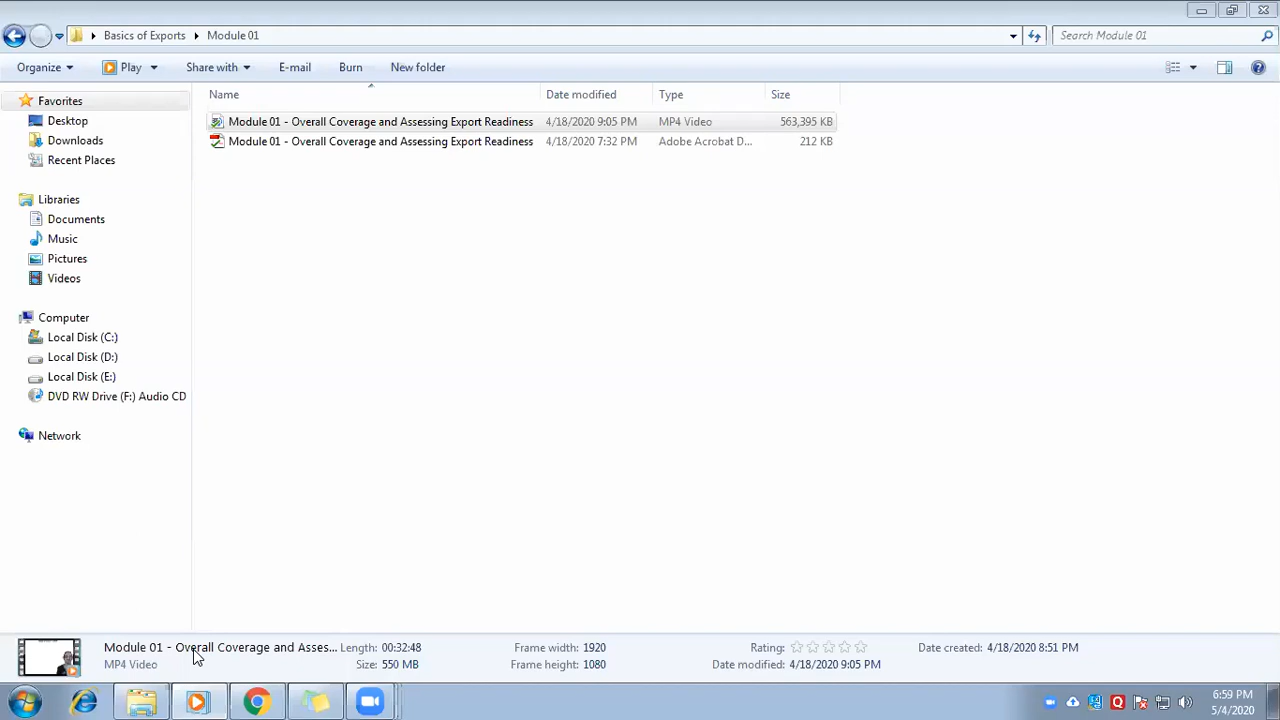 Basics of Exports
Module 01
Search Module 01
Organize
Play
Share with
E-mail
Burn
New folder
Favorites
Desktop
Downloads
Recent Places
Libraries
Documents
Music
Pictures
Videos
Computer
Local Disk (C:)
Local Disk (D:)
Local Disk (E:)
DVD RW Drive (F:) Audio CD
Network
Name Date modified Type Size
Module 01 - Overall Coverage and Assessing Export Readiness 4/18/2020 9:05 PM MP4 Video 563,395 KB
Module 01 - Overall Coverage and Assessing Export Readiness 4/18/2020 7:32 PM Adobe Acrobat D... 212 KB
Module 01 - Overall Coverage and Asses... Length: 00:32:48 Frame width: 1920 Rating: Date created: 4/18/2020 8:51 PM
MP4 Video Size: 550 MB Frame height: 1080 Date modified: 4/18/2020 9:05 PM
6:59 PM
5/4/2020